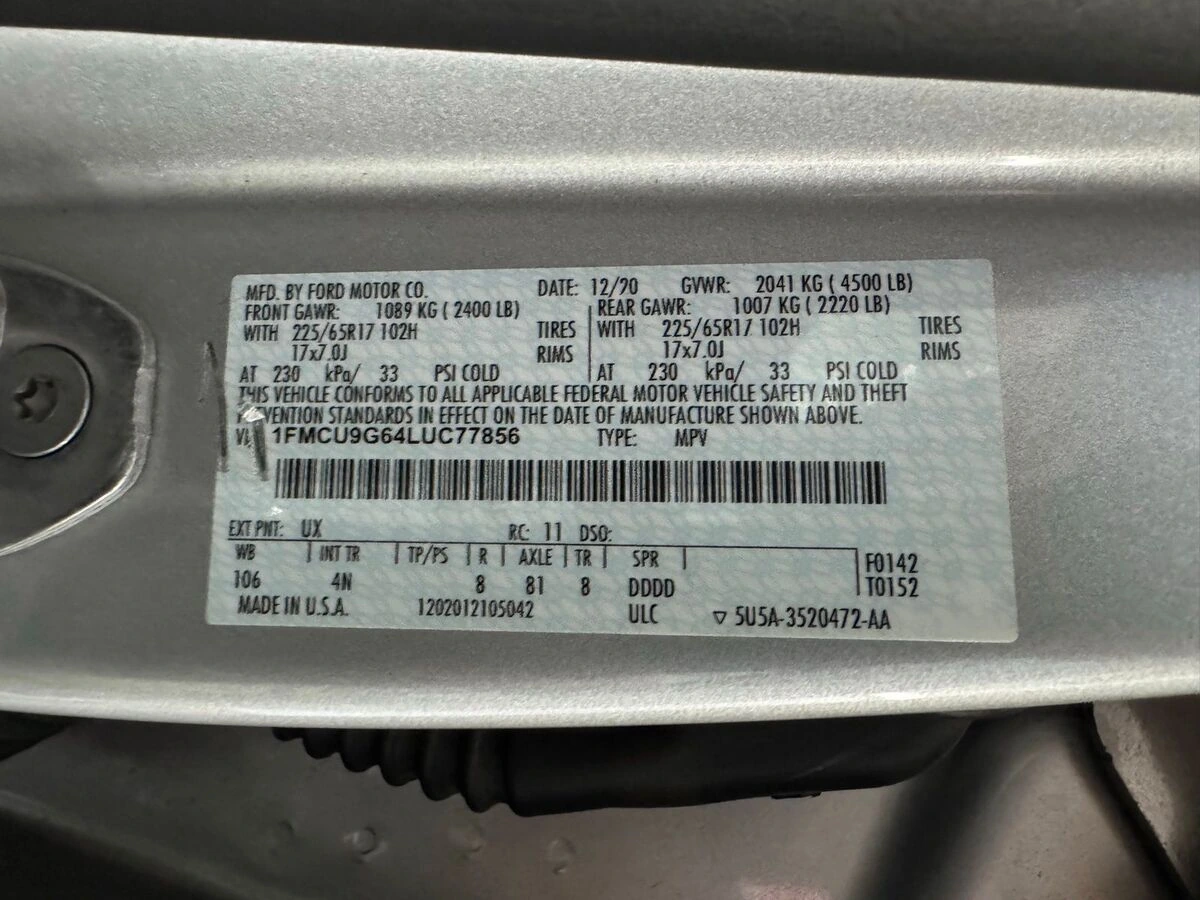 MFD. BY FORD MOTOR CO. DATE: 12/20 GVWR: 2041 KG ( 4500 LB)
FRONT GAWR: 1089 KG ( 2400 LB) REAR GAWR: 1007 KG ( 2220 LB)
WITH 225/65R17 102H TIRES WITH 225/65R17 102H TIRES
17x7.0J RIMS 17x7.0J RIMS
AT 230 kPa/ 33 PSI COLD AT 230 kPa/ 33 PSI COLD
THIS VEHICLE CONFORMS TO ALL APPLICABLE FEDERAL MOTOR VEHICLE SAFETY AND THEFT
VENTION STANDARDS IN EFFECT ON THE DATE OF MANUFACTURE SHOWN ABOVE.
1FMCU9G64LUC77856 TYPE: MPV
EXT PNT: UX RC: 11 DSO:
WB INT TR TP/PS R AXLE TR SPR F0142
106 4N 8 81 8 DDDD T0152
MADE IN U.S.A. 1202012105042 ULC ▽ 5U5A-3520472-AA